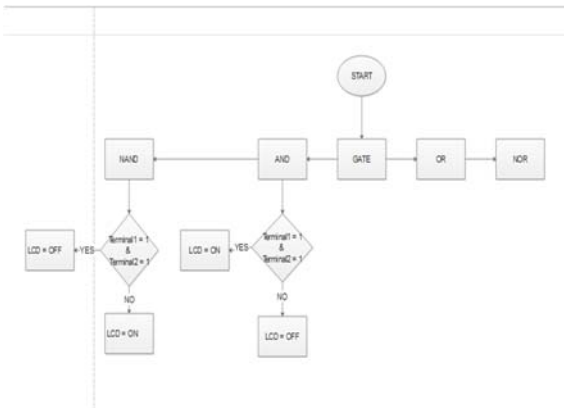 START
NAND
AND
GATE
OR
NOR
LCD = OFF
YES
Terminal1 = 1
&
Terminal2 = 1
LCD = ON
YES
Terminal1 = 1
&
Terminal2 = 1
NO
NO
LCD = ON
LCD = OFF